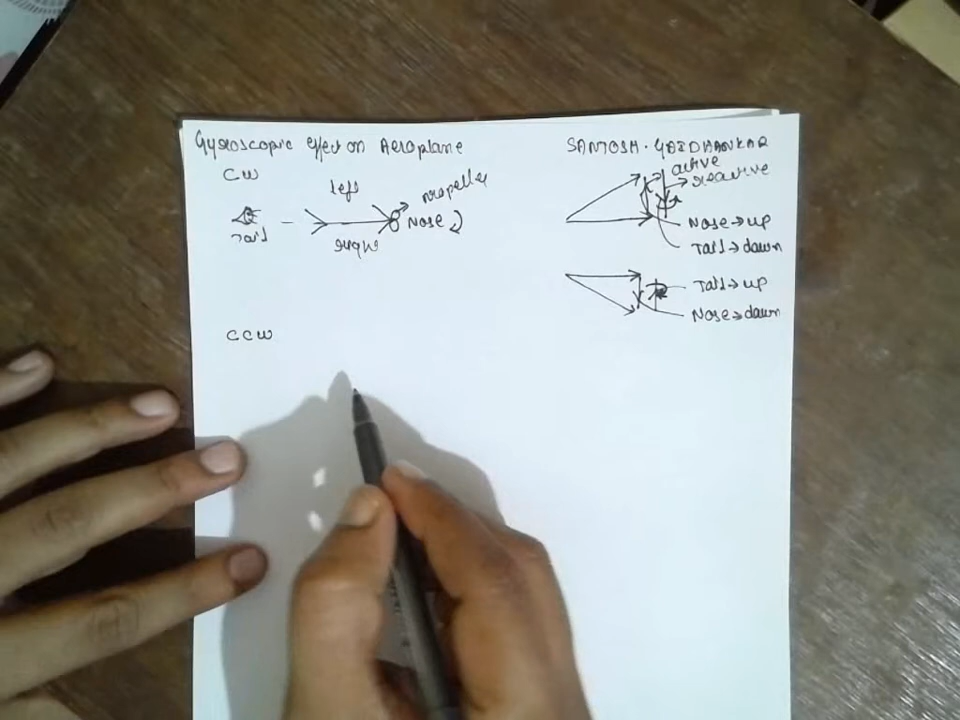 Gyroscopic effect on Aeroplane
SANTOSH.
CW
active
reactive
left
propeller
Nose
Tail
right
Nose → up
Tail → down
Tail → up
Nose → down
CCW